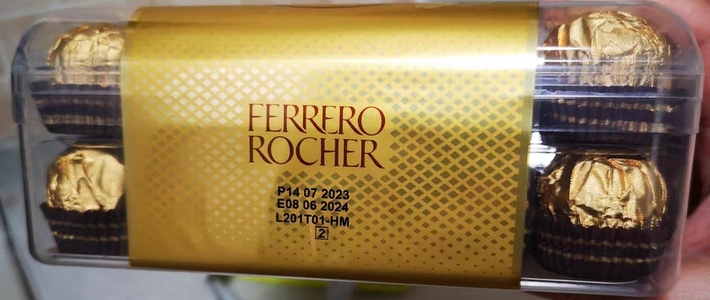 FERRERO
ROCHER
P14 07 2023
E08 06 2024
L201T01-HM
2